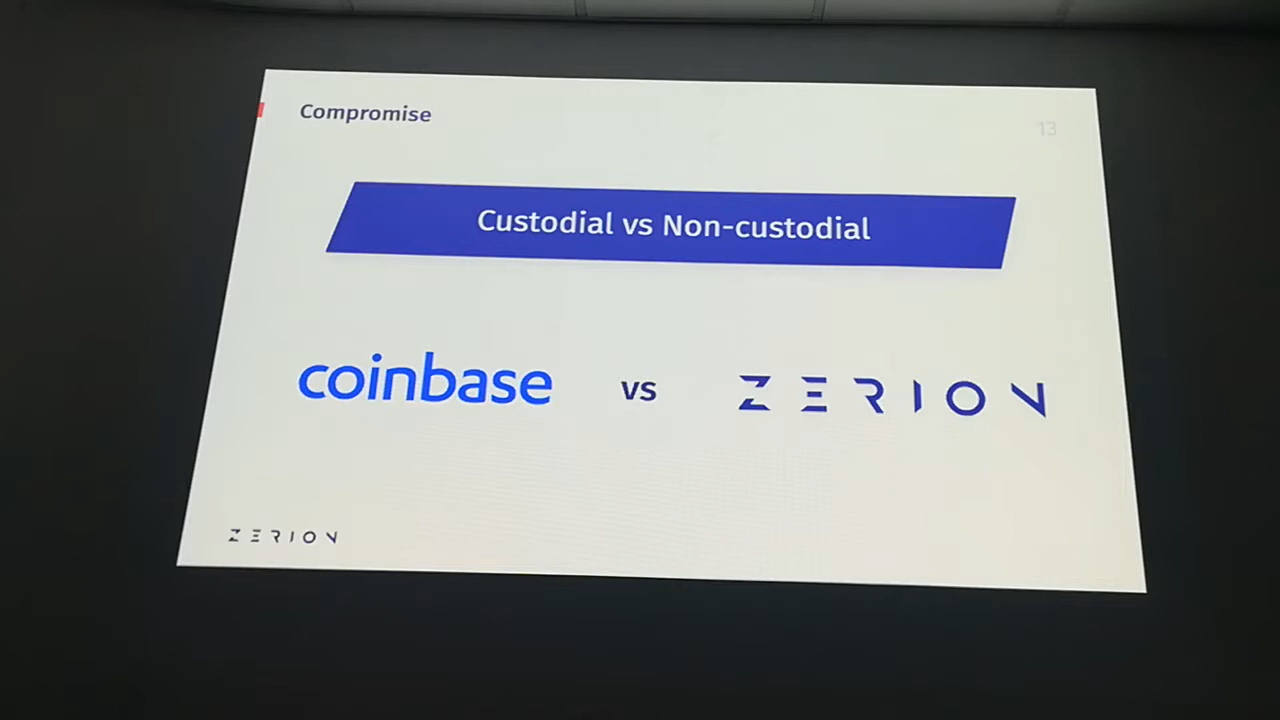 Compromise
13
Custodial vs Non-custodial
coinbase vs ZERION
ZERION